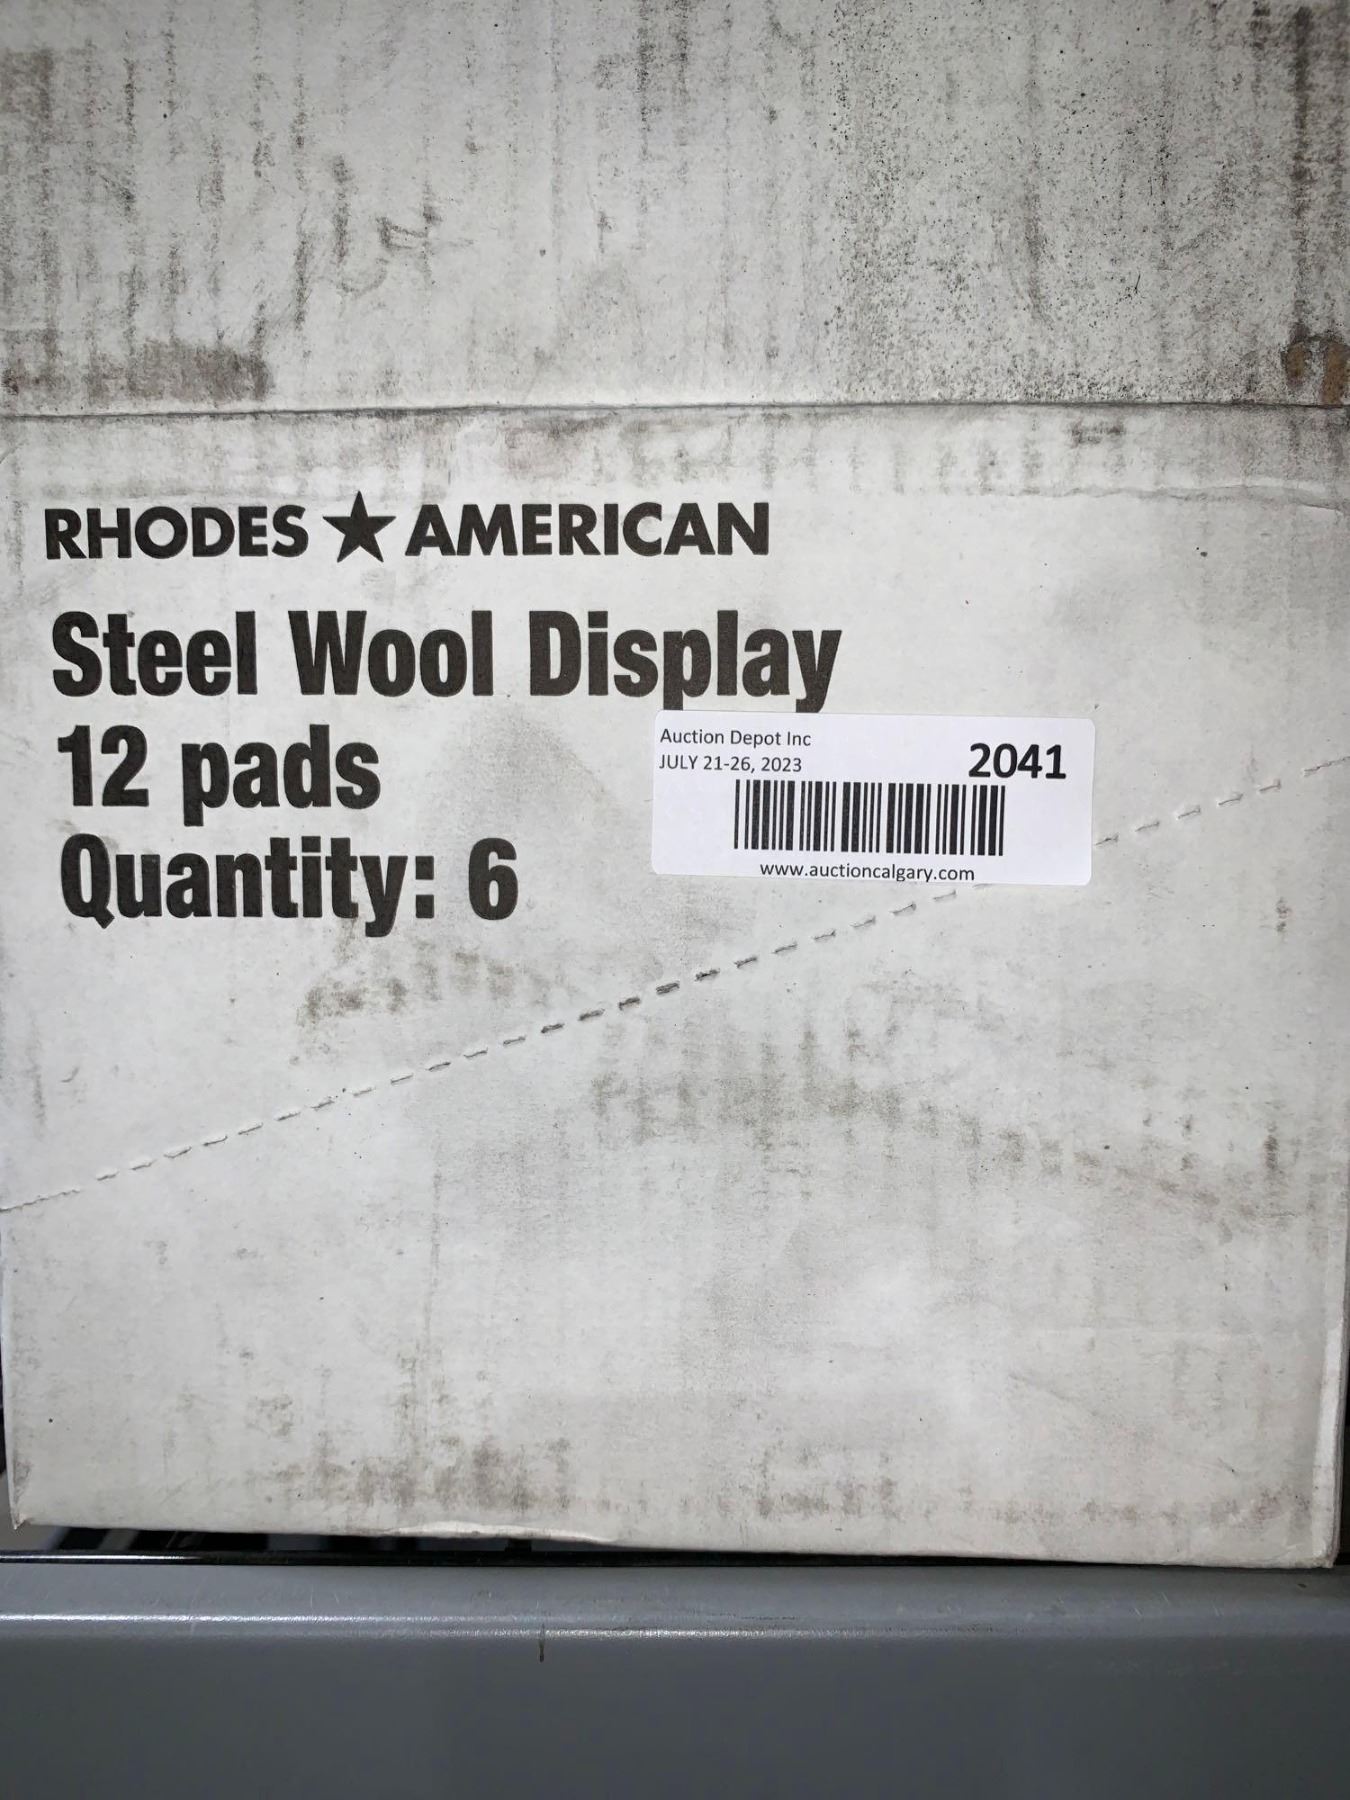 RHODES ★ AMERICAN
Steel Wool Display
12 pads
Quantity: 6
Auction Depot Inc
JULY 21-26, 2023
2041
www.auctioncalgary.com